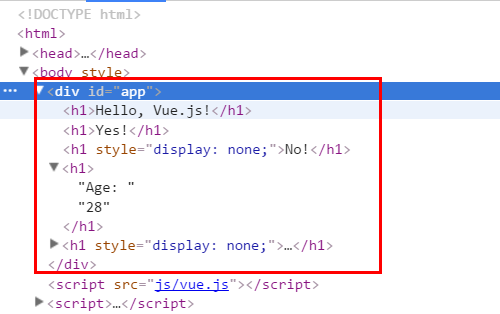 <!DOCTYPE html>
<html>
<head>…</head>
<body style>
… <div id="app">
<h1>Hello, Vue.js!</h1>
<h1>Yes!</h1>
<h1 style="display: none;">No!</h1>
<h1>
"Age: "
"28"
</h1>
<h1 style="display: none;">…</h1>
</div>
<script src="js/vue.js"></script>
<script>…</script>